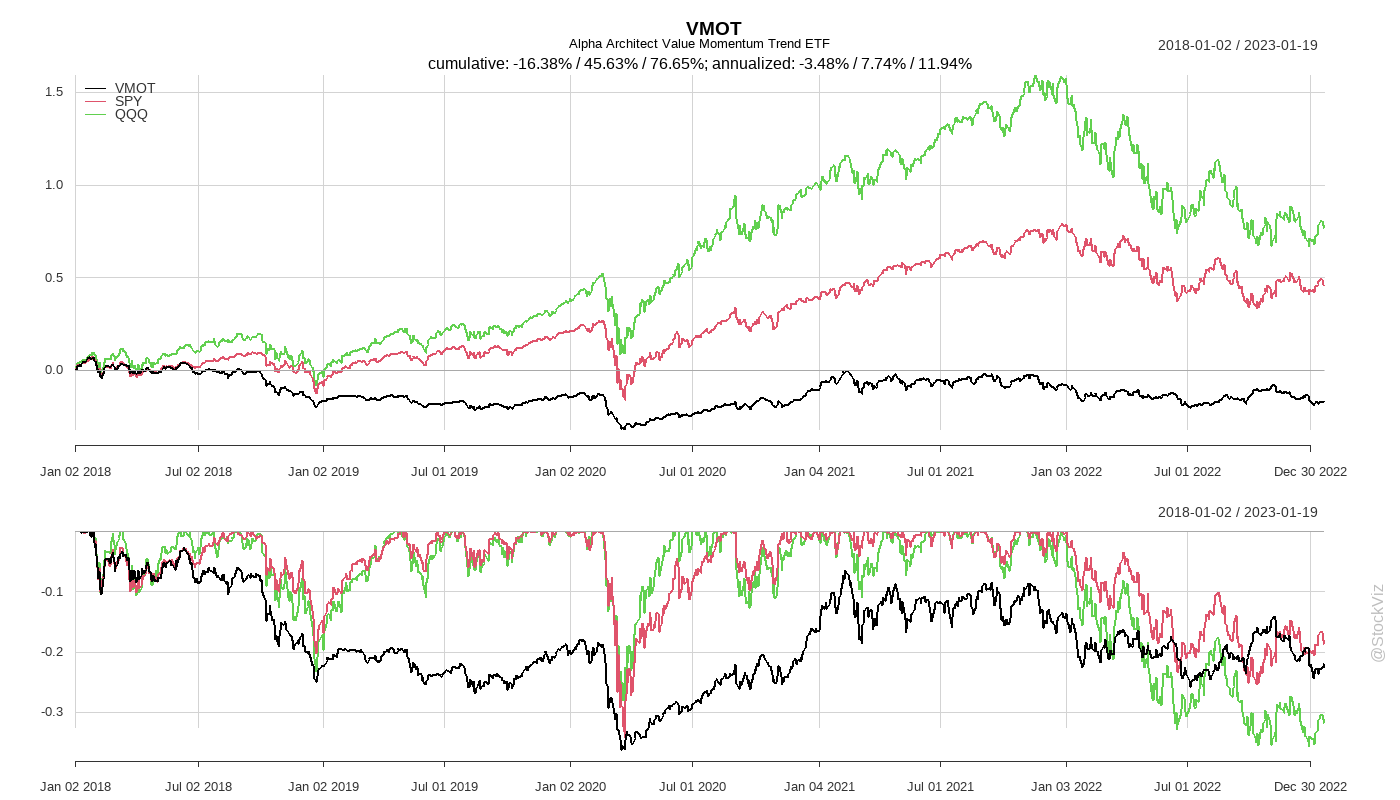 VMOT
Alpha Architect Value Momentum Trend ETF
2018-01-02 / 2023-01-19
cumulative: -16.38% / 45.63% / 76.65%; annualized: -3.48% / 7.74% / 11.94%
VMOT
SPY
QQQ
1.5
1.0
0.5
0.0
Jan 02 2018 Jul 02 2018 Jan 02 2019 Jul 01 2019 Jan 02 2020 Jul 01 2020 Jan 04 2021 Jul 01 2021 Jan 03 2022 Jul 01 2022 Dec 30 2022
2018-01-02 / 2023-01-19
-0.1
-0.2
-0.3
Jan 02 2018 Jul 02 2018 Jan 02 2019 Jul 01 2019 Jan 02 2020 Jul 01 2020 Jan 04 2021 Jul 01 2021 Jan 03 2022 Jul 01 2022 Dec 30 2022
@StockViz